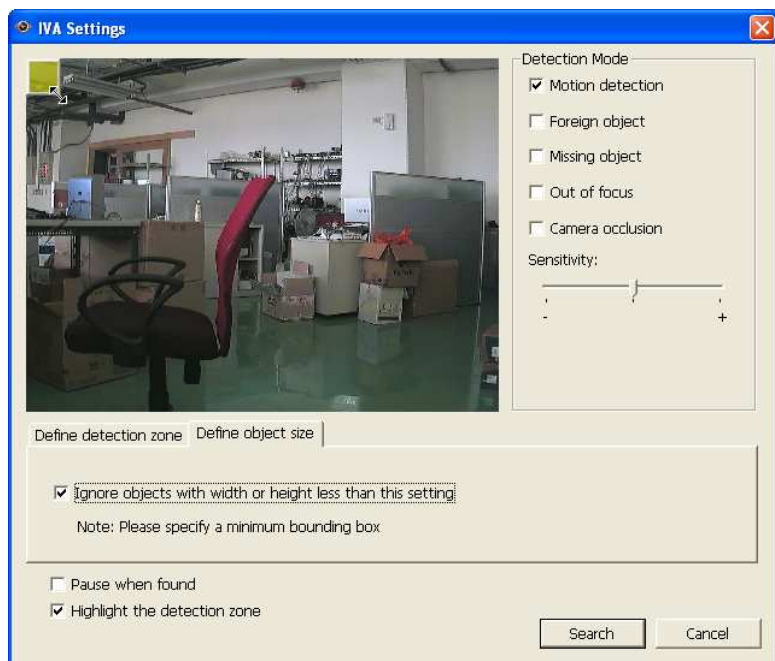 IVA Settings
Detection Mode
Motion detection
Foreign object
Missing object
Out of focus
Camera occlusion
Sensitivity:
- +
Define detection zone Define object size
Ignore objects with width or height less than this setting
Note: Please specify a minimum bounding box
Pause when found
Highlight the detection zone
Search Cancel